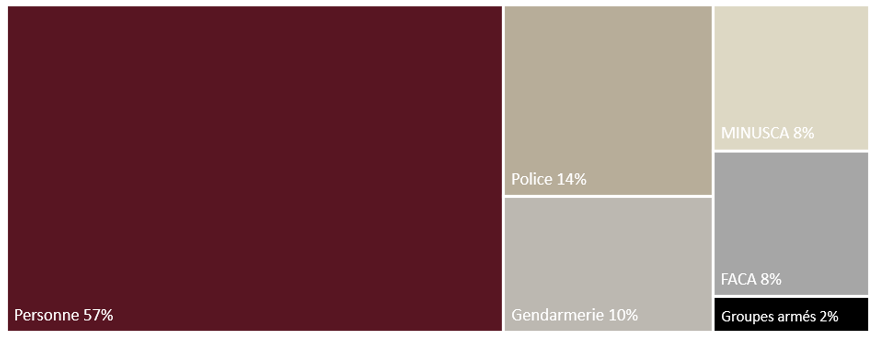 Personne 57%
Police 14%
Gendarmerie 10%
MINUSCA 8%
FACA 8%
Groupes armés 2%